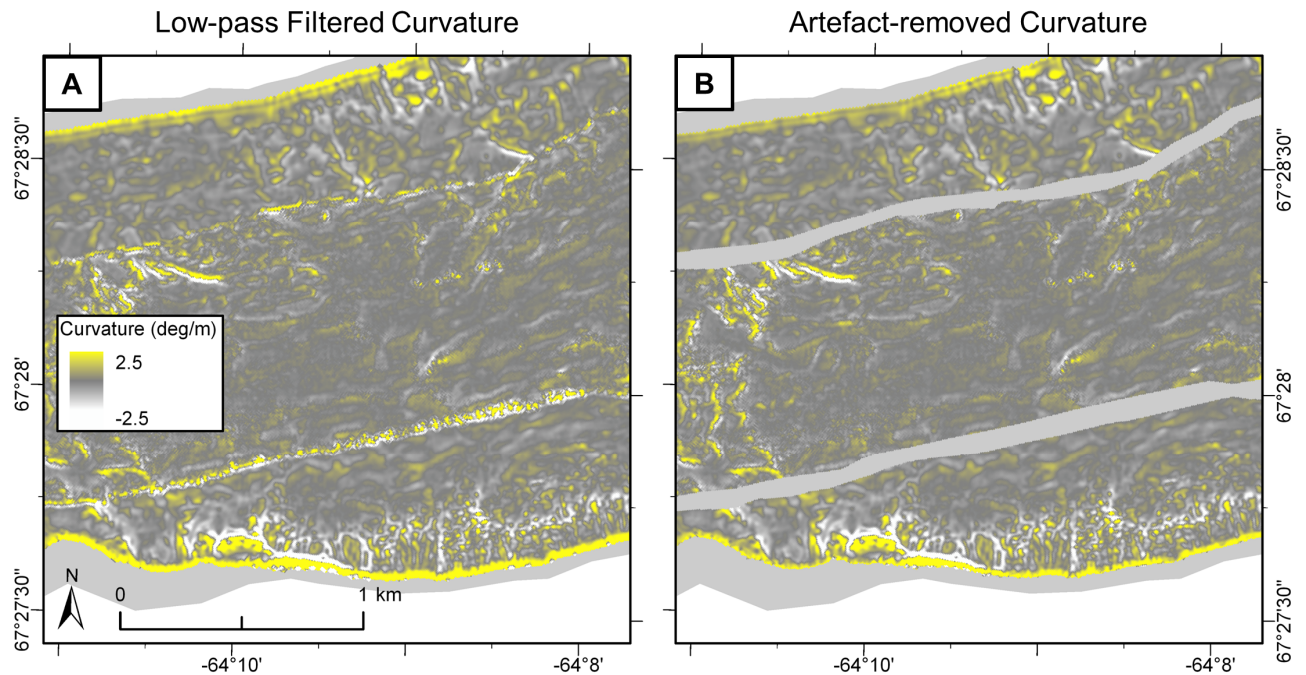 Low-pass Filtered Curvature
Artefact-removed Curvature
A
B
67°28'30"
67°28'
67°27'30"
Curvature (deg/m)
2.5
-2.5
N
0
1 km
67°28'30"
67°28'
67°27'30"
-64°10'
-64°8'
-64°10'
-64°8'